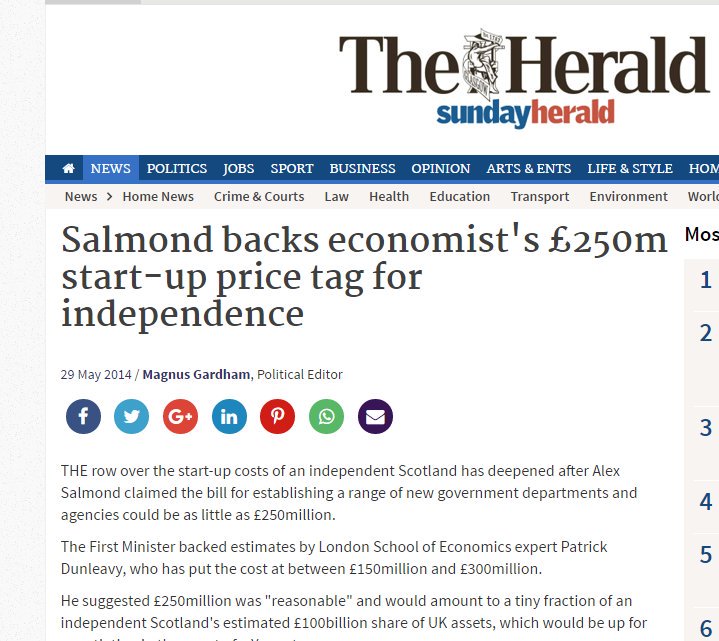 The Herald
sundayherald
NEWS POLITICS JOBS SPORT BUSINESS OPINION ARTS & ENTS LIFE & STYLE
News > Home News Crime & Courts Law Health Education Transport Environment
Salmond backs economist's £250m
start-up price tag for
independence
29 May 2014 / Magnus Gardham, Political Editor
THE row over the start-up costs of an independent Scotland has deepened after Alex
Salmond claimed the bill for establishing a range of new government departments and
agencies could be as little as £250million.
The First Minister backed estimates by London School of Economics expert Patrick
Dunleavy, who has put the cost at between £150million and £300million.
He suggested £250million was "reasonable" and would amount to a tiny fraction of an
independent Scotland's estimated £100billion share of UK assets, which would be up for
1
2
3
4
5
6